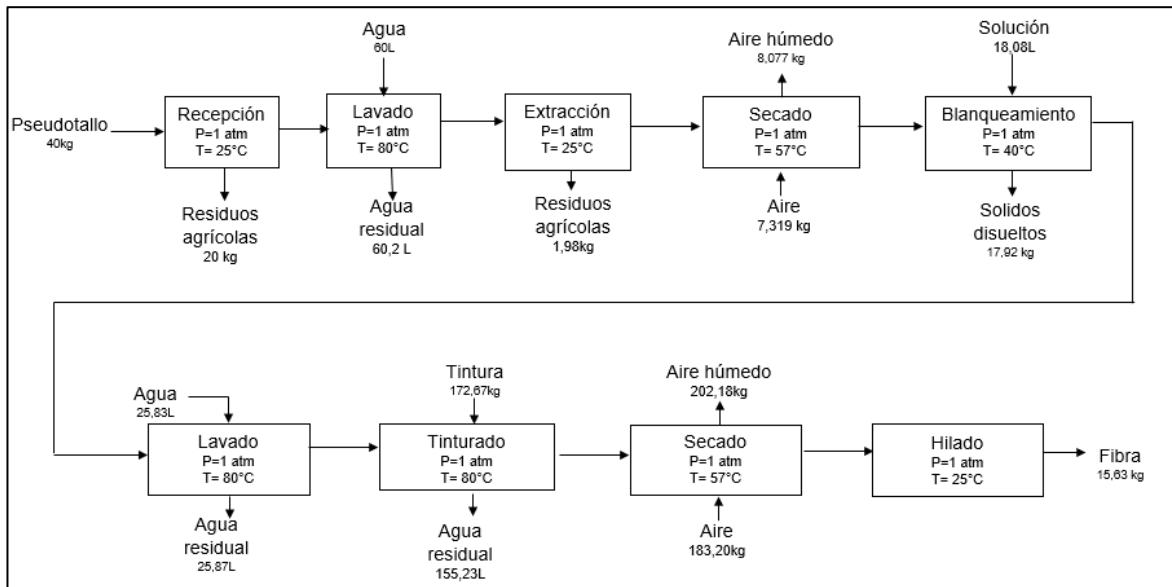 Agua
60L
Aire húmedo
8,077 kg
Solución
18,08L
Pseudotallo
40kg
Recepción
P=1 atm
T= 25°C
Lavado
P=1 atm
T= 80°C
Extracción
P=1 atm
T= 25°C
Secado
P=1 atm
T= 57°C
Blanqueamiento
P=1 atm
T= 40°C
Residuos
agrícolas
20 kg
Agua
residual
60,2 L
Residuos
agrícolas
1,98kg
Aire
7,319 kg
Solidos
disueltos
17,92 kg
Agua
25,83L
Tintura
172,67kg
Aire húmedo
202,18kg
Lavado
P=1 atm
T= 80°C
Tinturado
P=1 atm
T= 80°C
Secado
P=1 atm
T= 57°C
Hilado
P=1 atm
T= 25°C
Fibra
15,63 kg
Agua
residual
25,87L
Agua
residual
155,23L
Aire
183,20kg